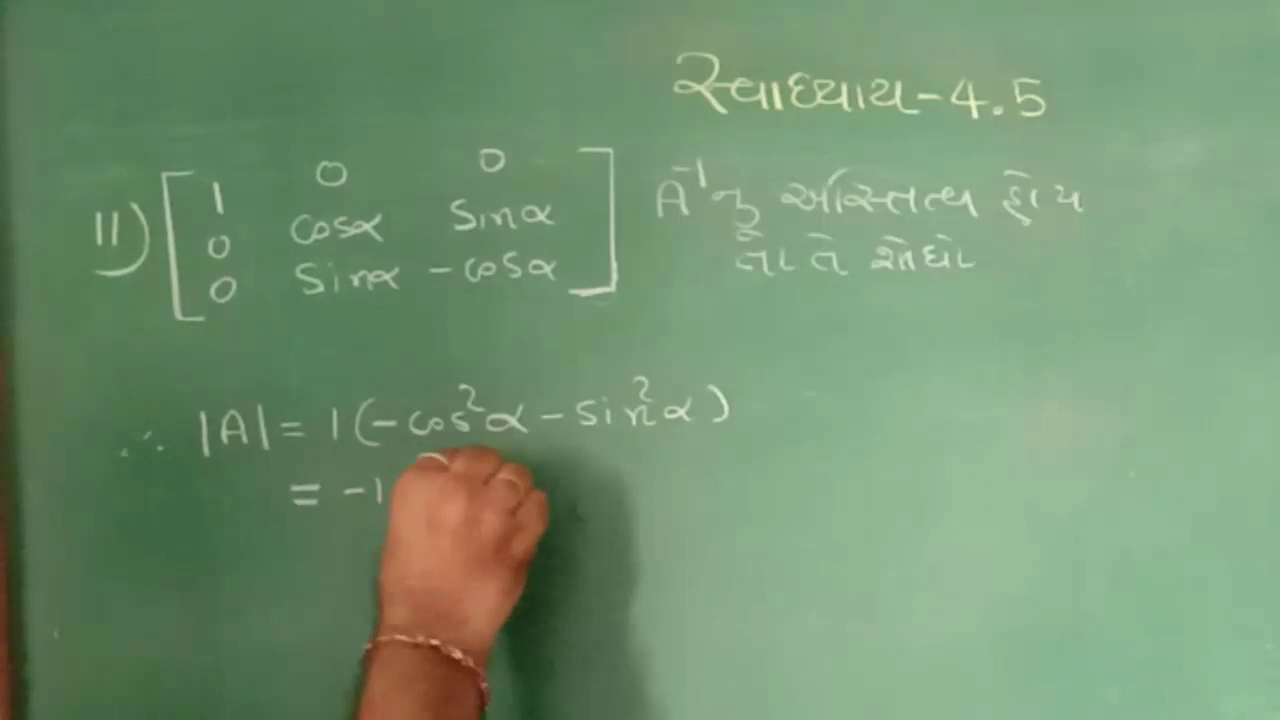 સ્વાધ્યાય-4.5
11) [ 1 0 0
0 cosα sinα
0 sinα -cosα ]
A⁻¹નું અસ્તિત્વ હોય
તો તે શોધો
∴ |A| = 1(-cos²α - sin²α)
= -1